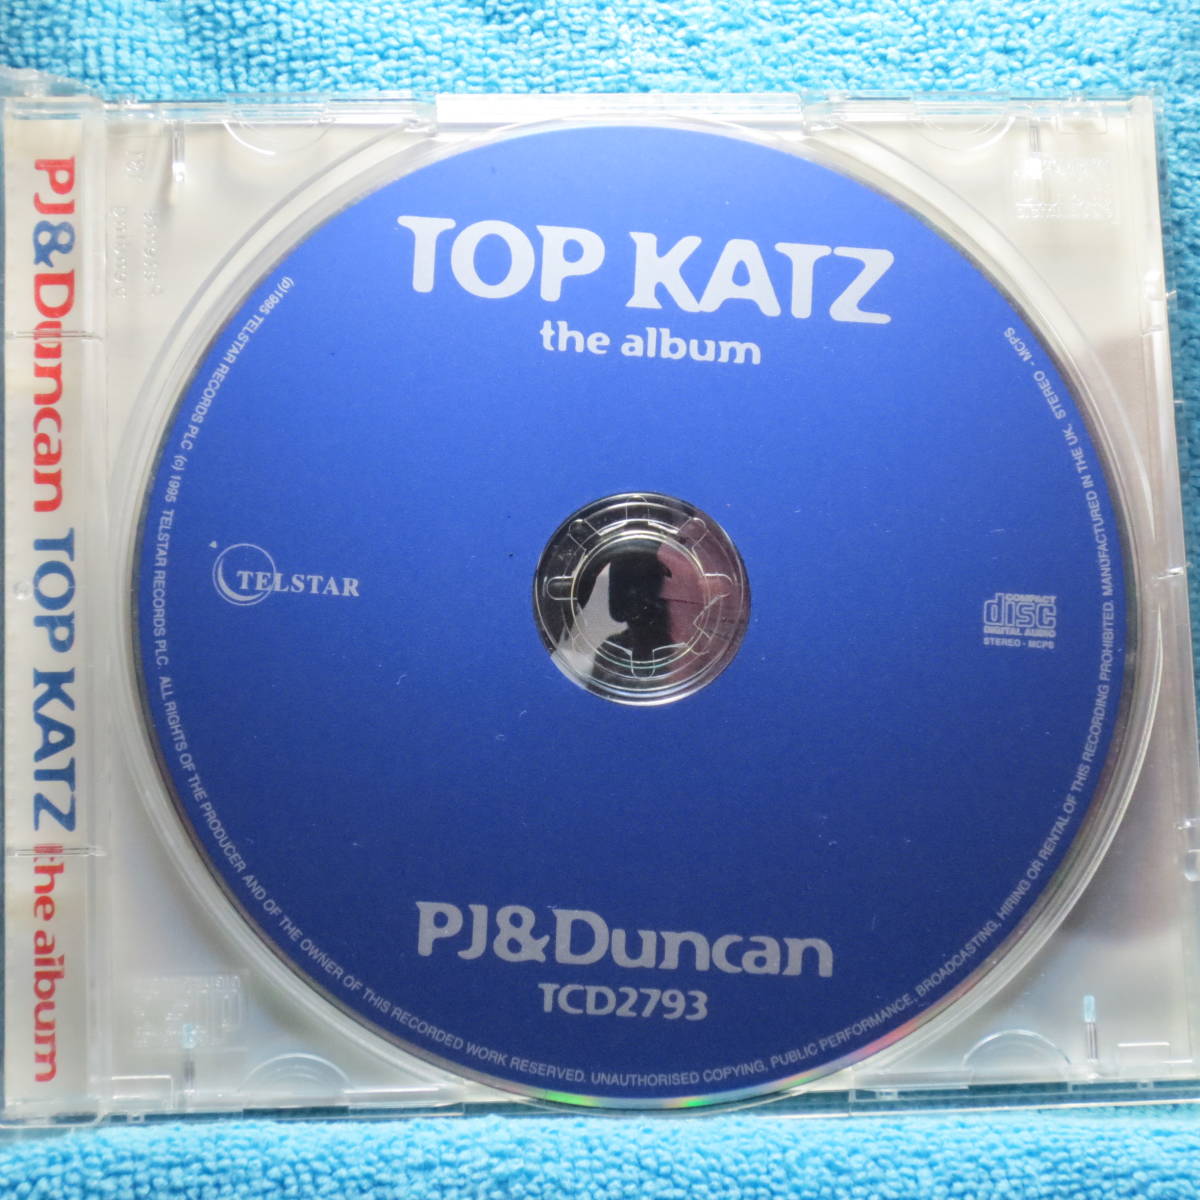 PJ&Duncan TOP KATZ the album
TOP KATZ
the album
TELSTAR
COMPACT
disc
DIGITAL AUDIO
STEREO - MCPS
PJ&Duncan
TCD2793
(p)1995 TELSTAR RECORDS PLC (c) 1995 TELSTAR RECORDS PLC. ALL RIGHTS OF THE PRODUCER AND OF THE OWNER OF THIS RECORDED WORK RESERVED. UNAUTHORISED COPYING, PUBLIC PERFORMANCE, BROADCASTING, HIRING OR RENTAL OF THIS RECORDING PROHIBITED. MANUFACTURED IN THE UK. STEREO - MCPS